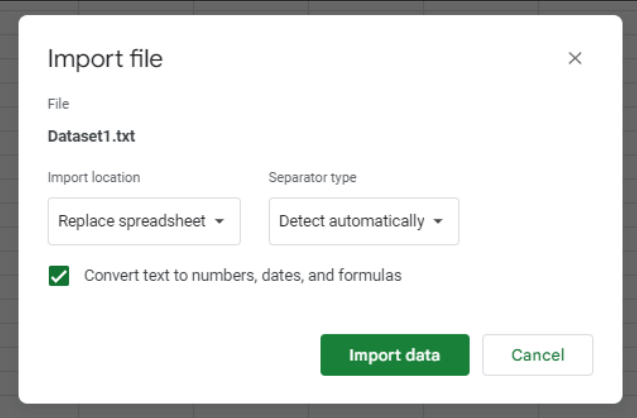 Import file
File
Dataset1.txt
Import location
Separator type
Replace spreadsheet
Detect automatically
Convert text to numbers, dates, and formulas
Import data
Cancel